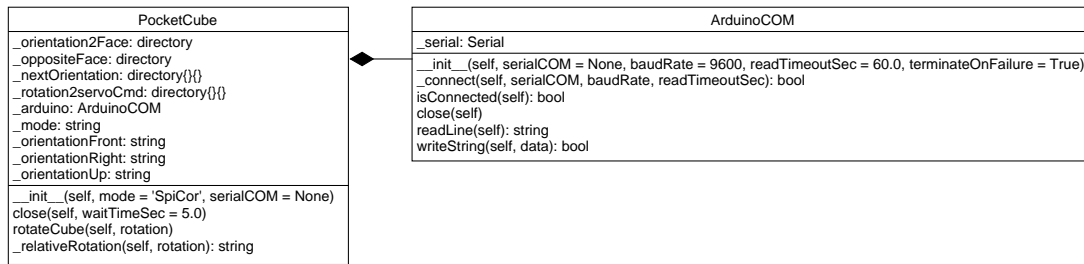 PocketCube
_orientation2Face: directory
_oppositeFace: directory
_nextOrientation: directory{}{}
_rotation2servoCmd: directory{}{}
_arduino: ArduinoCOM
_mode: string
_orientationFront: string
_orientationRight: string
_orientationUp: string
__init__(self, mode = 'SpiCor', serialCOM = None)
close(self, waitTimeSec = 5.0)
rotateCube(self, rotation)
_relativeRotation(self, rotation): string
ArduinoCOM
_serial: Serial
__init__(self, serialCOM = None, baudRate = 9600, readTimeoutSec = 60.0, terminateOnFailure = True)
_connect(self, serialCOM, baudRate, readTimeoutSec): bool
isConnected(self): bool
close(self)
readLine(self): string
writeString(self, data): bool